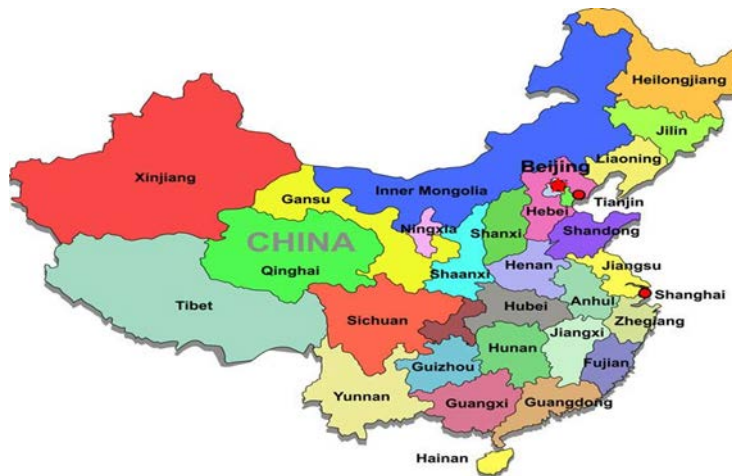 Heilongjiang
Jilin
Liaoning
Beijing
Xinjiang
Inner Mongolia
Gansu
Tianjin
Hebei
Ningxia
Shanxi
Shandong
CHINA
Qinghai
Shaanxi
Henan
Jiangsu
Tibet
Shanghai
Hubei
Anhui
Sichuan
Zhegiang
Jiangxi
Hunan
Guizhou
Fujian
Yunnan
Guangxi
Guangdong
Hainan